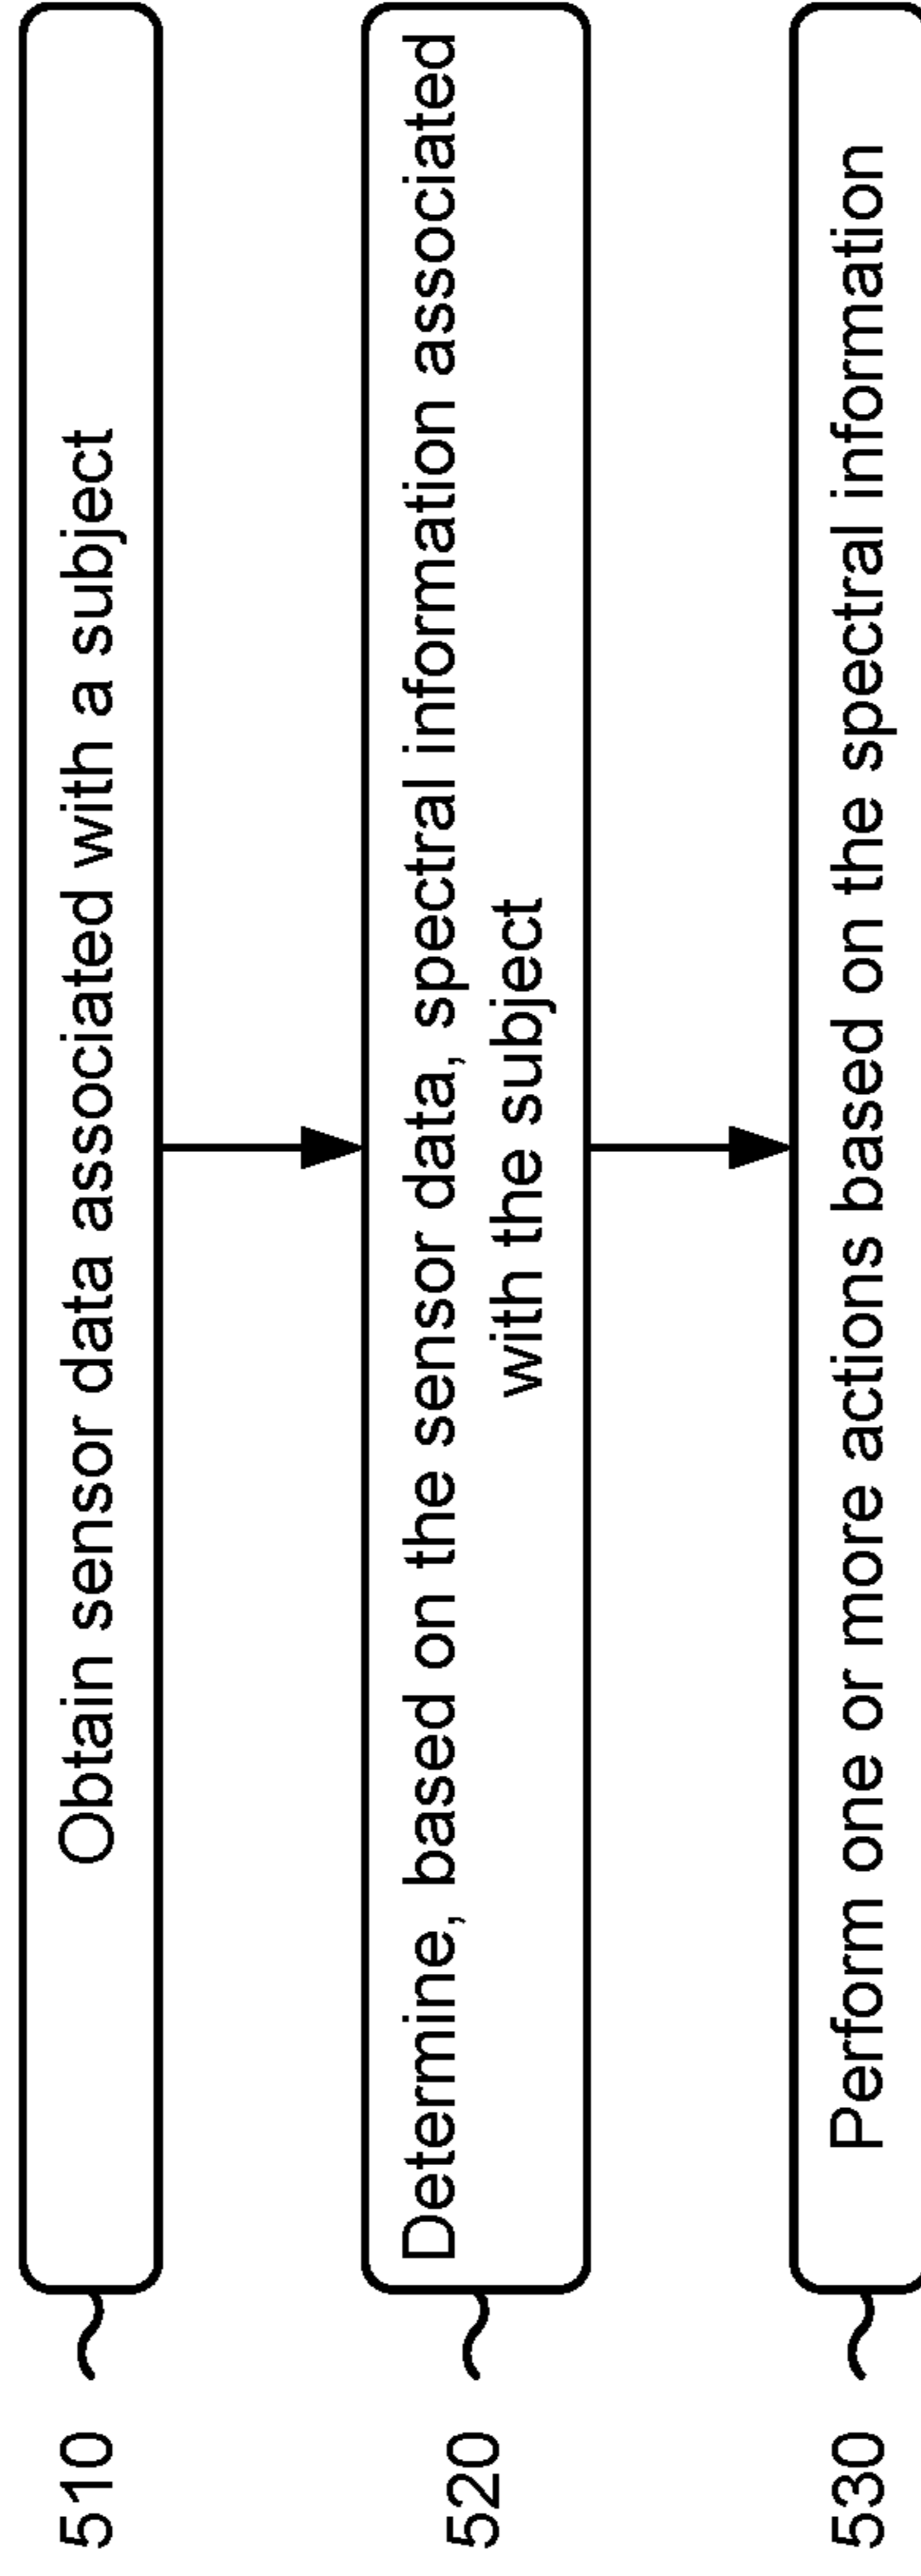 510
Obtain sensor data associated with a subject
520
Determine, based on the sensor data, spectral information associated
with the subject
530
Perform one or more actions based on the spectral information